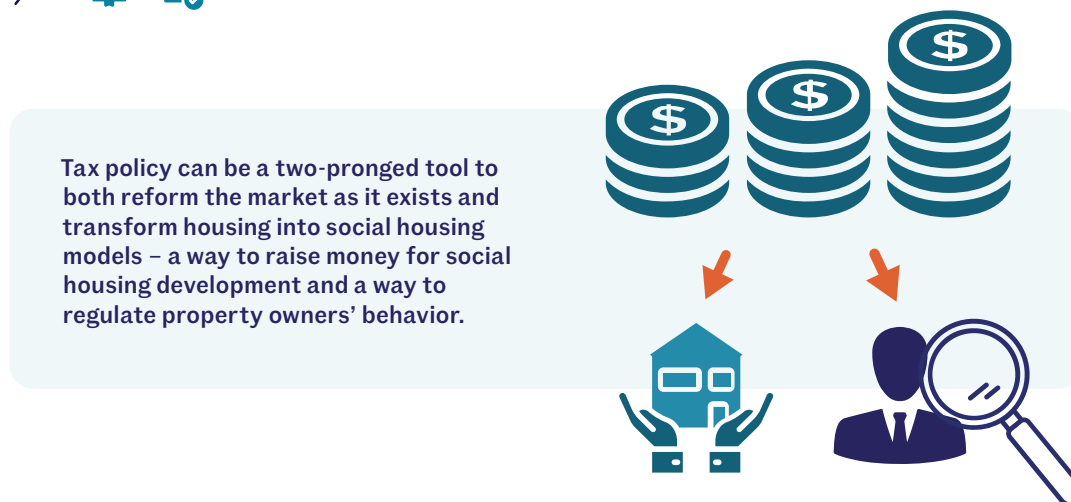 Tax policy can be a two-pronged tool to
both reform the market as it exists and
transform housing into social housing
models – a way to raise money for social
housing development and a way to
regulate property owners’ behavior.
$
$
$